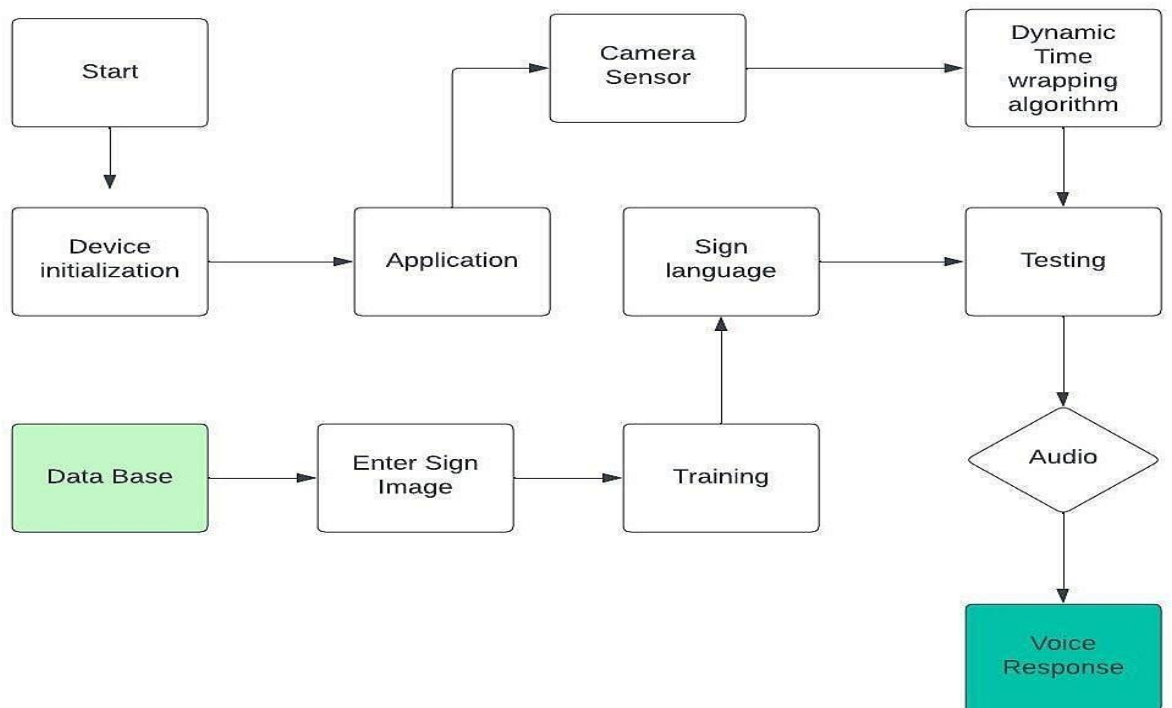 Start
Camera
Sensor
Dynamic
Time
wrapping
algorithm
Device
initialization
Application
Sign
language
Testing
Data Base
Enter Sign
Image
Training
Audio
Voice
Response